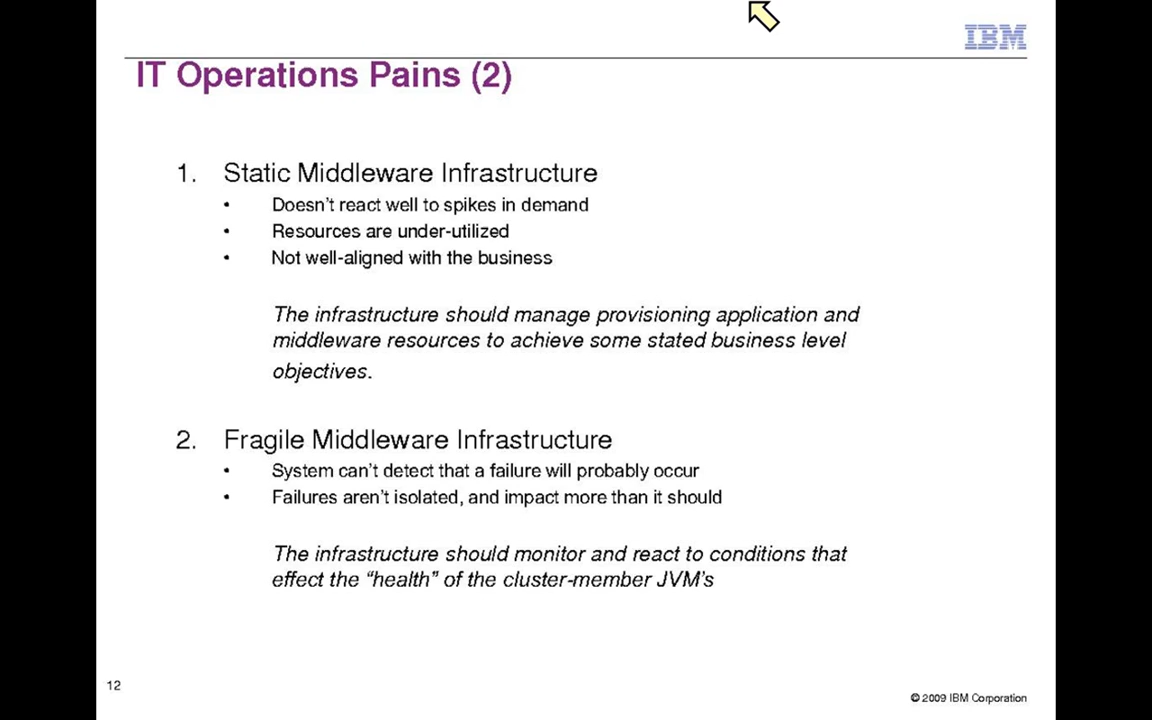 IBM
IT Operations Pains (2)
1. Static Middleware Infrastructure
• Doesn't react well to spikes in demand
• Resources are under-utilized
• Not well-aligned with the business
The infrastructure should manage provisioning application and
middleware resources to achieve some stated business level
objectives.
2. Fragile Middleware Infrastructure
• System can't detect that a failure will probably occur
• Failures aren't isolated, and impact more than it should
The infrastructure should monitor and react to conditions that
effect the “health” of the cluster-member JVM's
12
© 2009 IBM Corporation